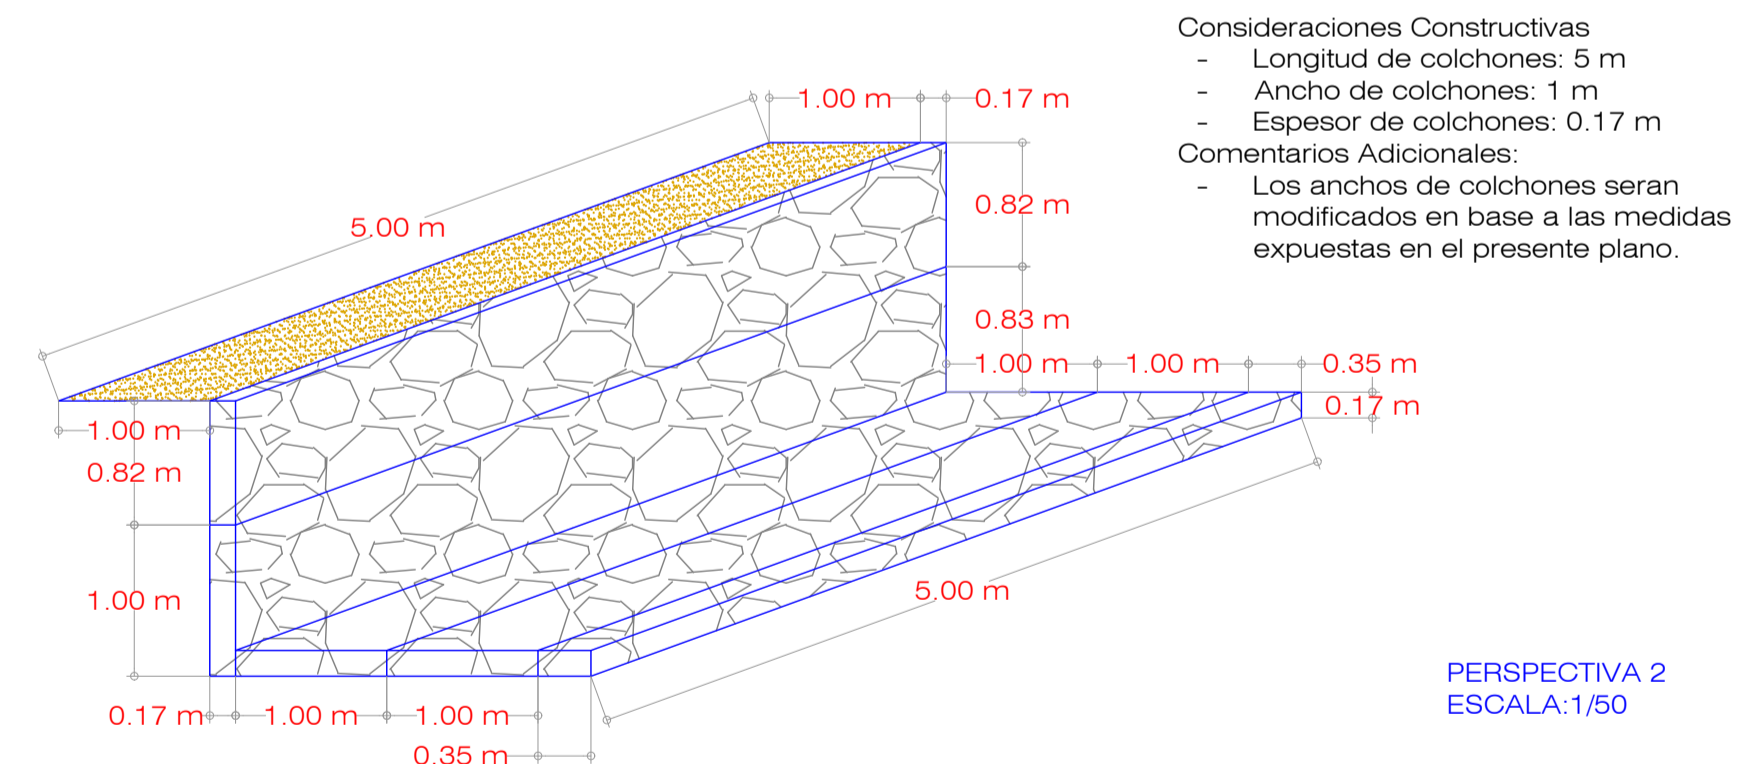 Consideraciones Constructivas
- Longitud de colchones: 5 m
- Ancho de colchones: 1 m
- Espesor de colchones: 0.17 m
Comentarios Adicionales:
- Los anchos de colchones seran
modificados en base a las medidas
expuestas en el presente plano.
1.00 m
0.17 m
0.82 m
5.00 m
0.83 m
1.00 m
1.00 m
0.35 m
0.17 m
1.00 m
0.82 m
1.00 m
5.00 m
0.17 m
1.00 m
1.00 m
0.35 m
PERSPECTIVA 2
ESCALA:1/50